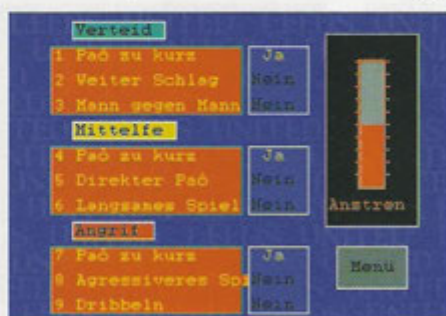 Verteid
1 Paß zu kurz Ja
2 Weiter Schlag Nein
3 Mann gegen Mann Nein
Mittelfe
4 Paß zu kurz Ja
5 Direkter Paß Nein
6 Langsames Spiel Nein
Anstren
Angrif
7 Paß zu kurz Ja
8 Agressiveres Sp Nein
9 Dribbeln Nein
Menü